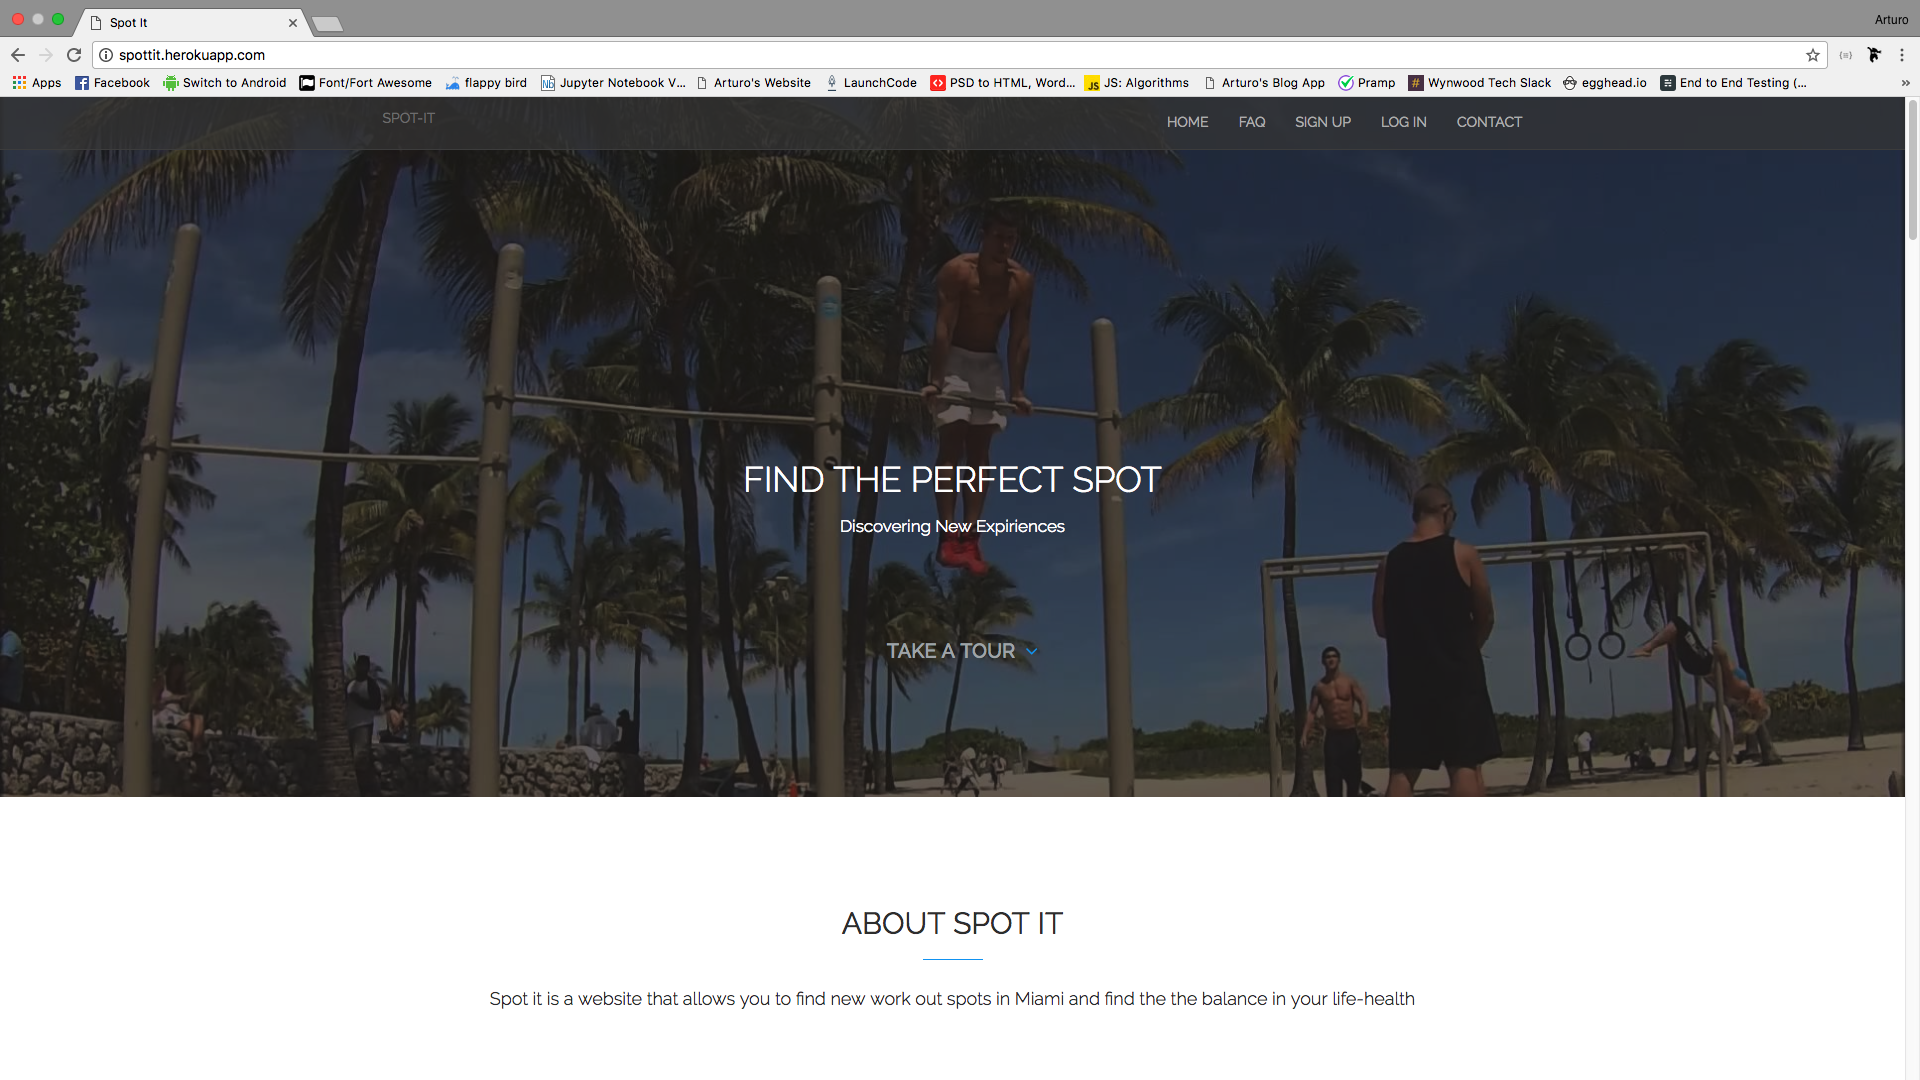 Spot It
Arturo
spottit.herokuapp.com
Apps Facebook Switch to Android Font/Fort Awesome flappy bird Jupyter Notebook V... Arturo's Website LaunchCode PSD to HTML, Word... JS: Algorithms Arturo's Blog App Pramp Wynwood Tech Slack egghead.io End to End Testing (...
SPOT-IT HOME FAQ SIGN UP LOG IN CONTACT
FIND THE PERFECT SPOT
Discovering New Expiriences
TAKE A TOUR
ABOUT SPOT IT
Spot it is a website that allows you to find new work out spots in Miami and find the the balance in your life-health